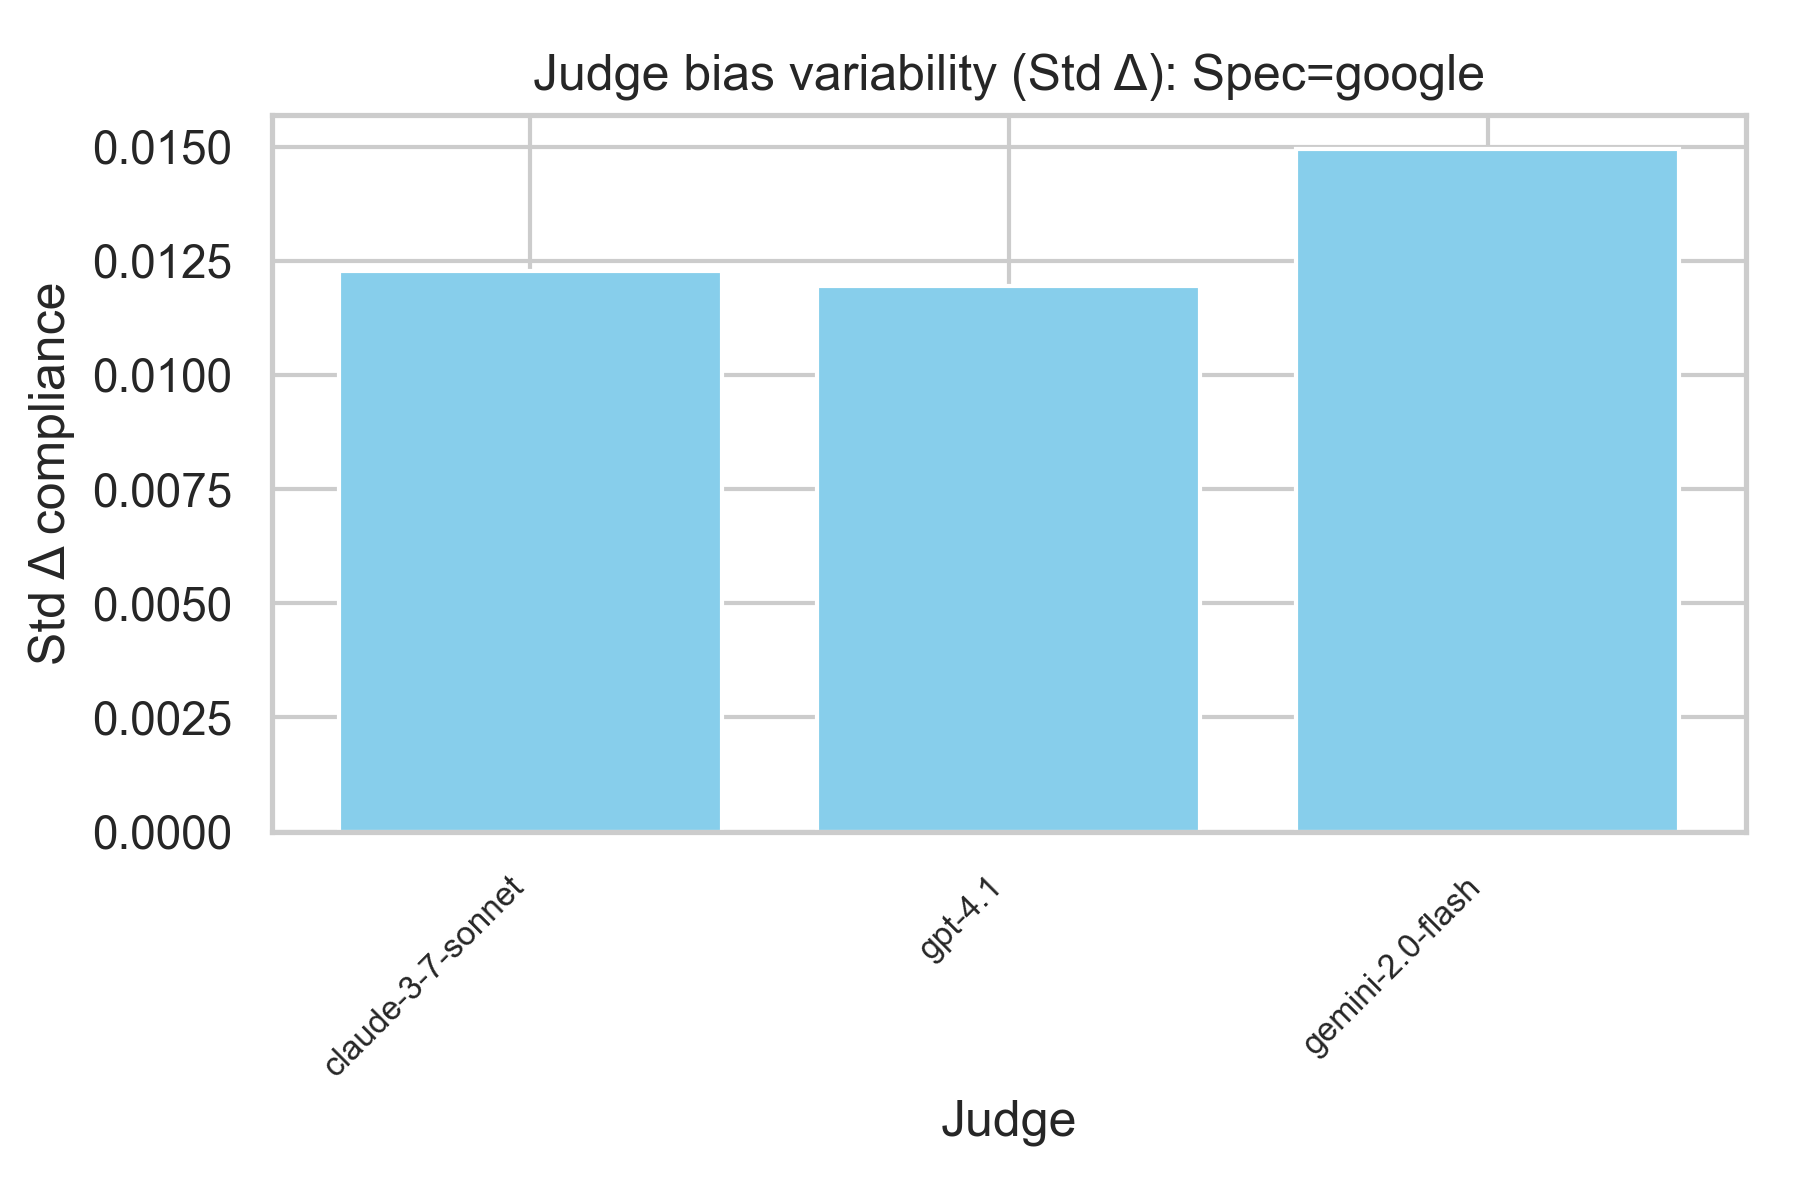 Judge bias variability (Std Δ): Spec=google
0.0150
0.0125
0.0100
0.0075
0.0050
0.0025
0.0000
Std Δ compliance
claude-3-7-sonnet
gpt-4.1
gemini-2.0-flash
Judge